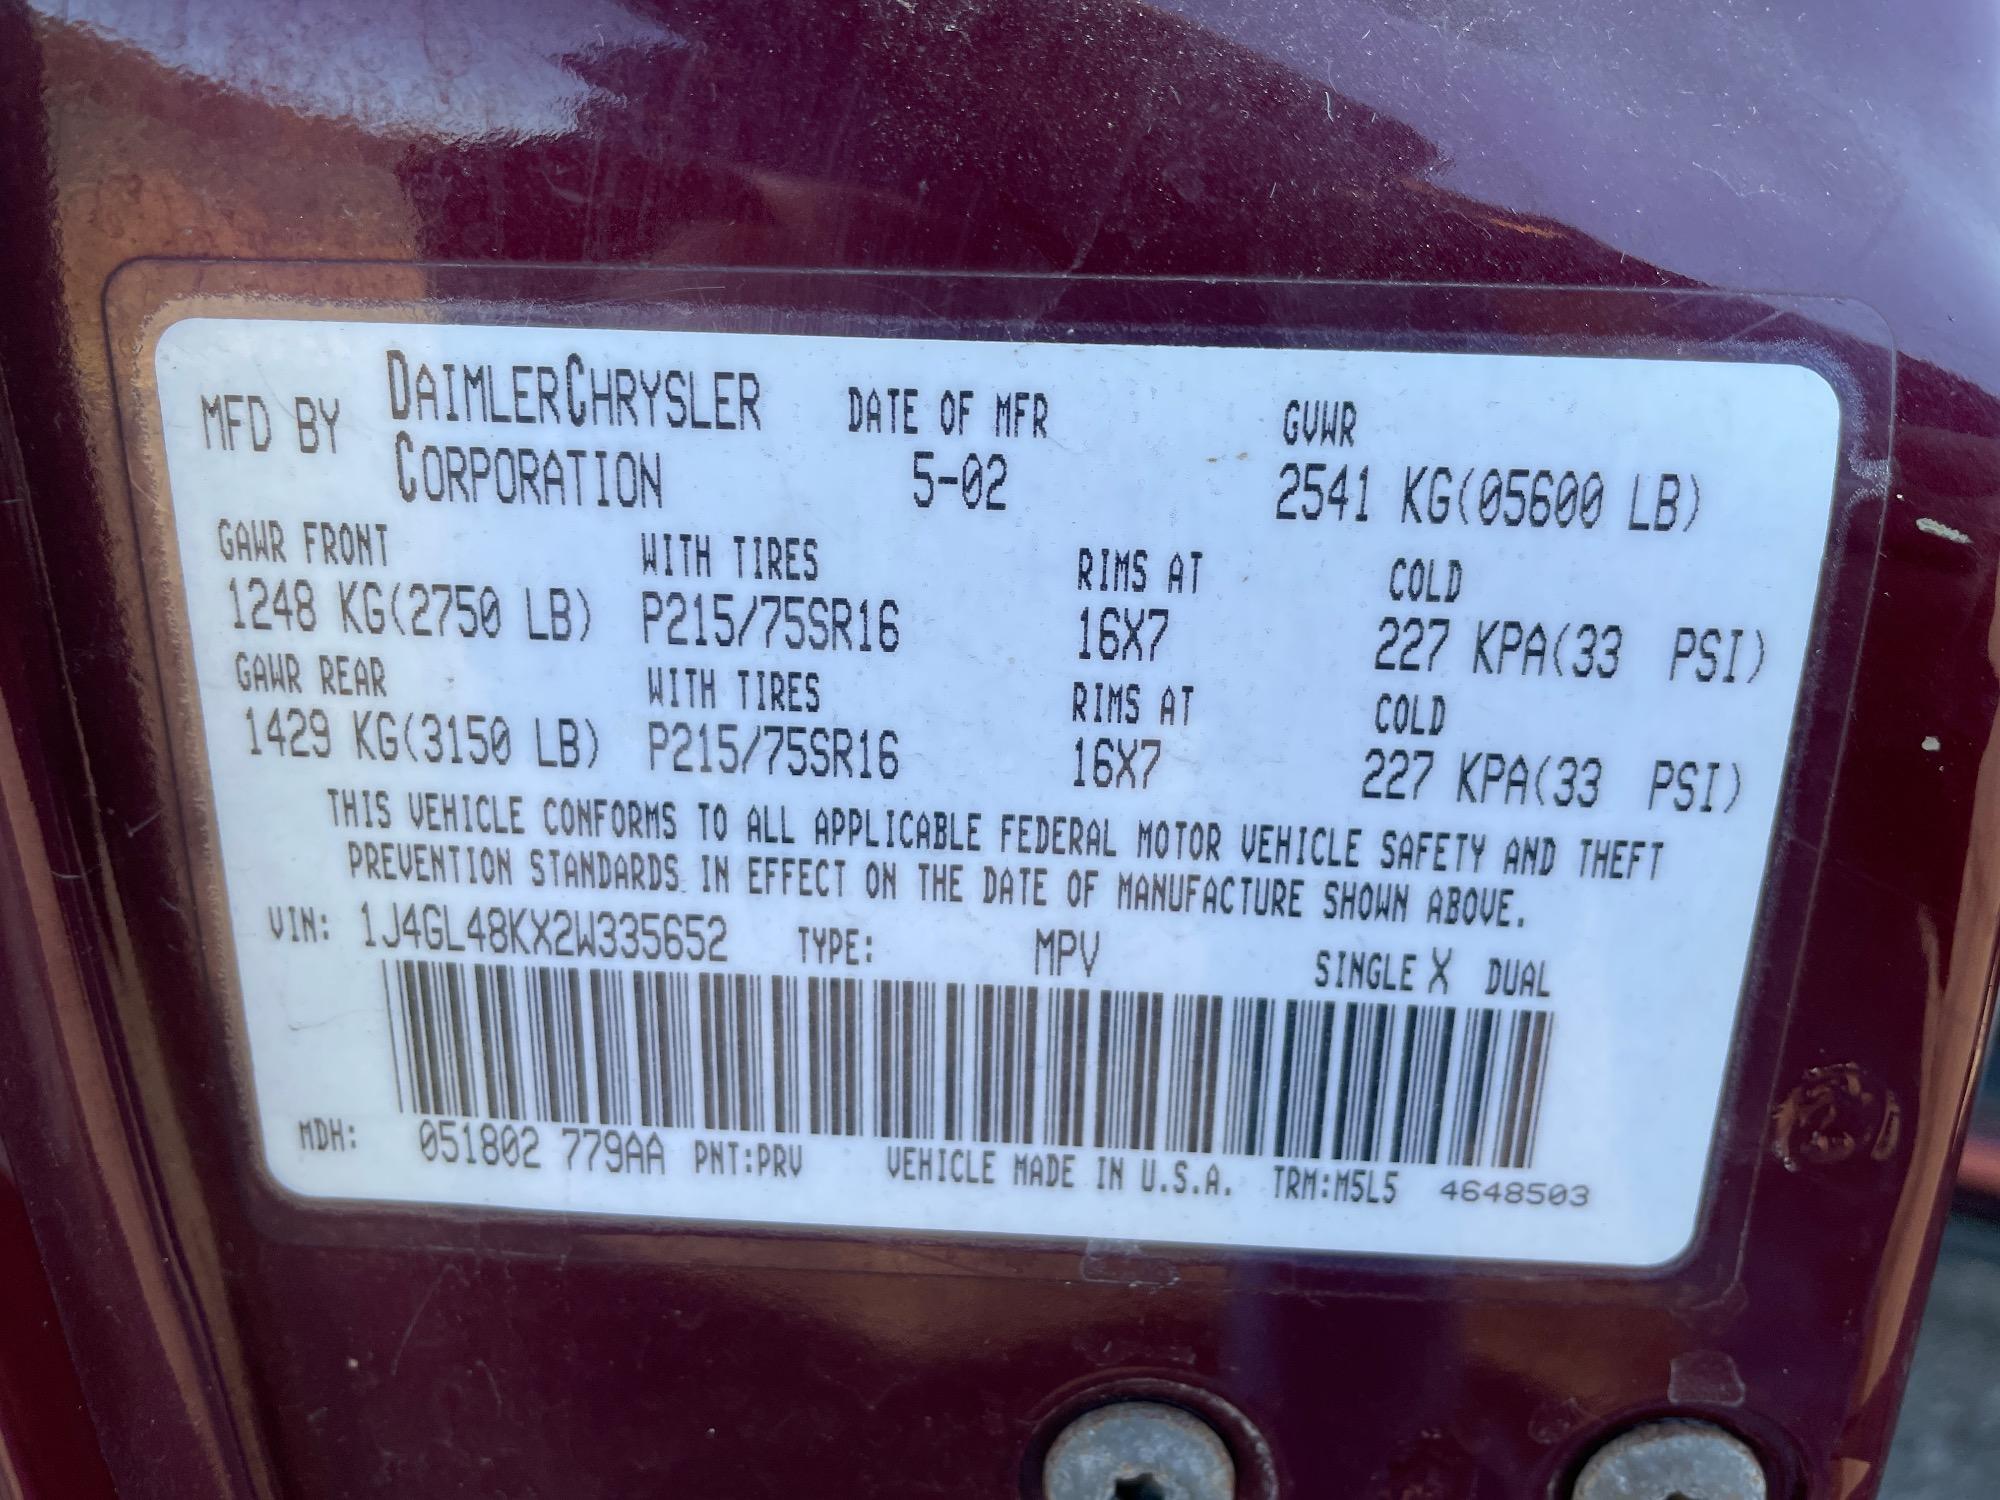 MFD BY DAIMLERCHRYSLER CORPORATION DATE OF MFR 5-02 GVWR 2541 KG(05600 LB)
GAWR FRONT WITH TIRES RIMS AT COLD
1248 KG(2750 LB) P215/75SR16 16X7 227 KPA(33 PSI)
GAWR REAR WITH TIRES RIMS AT COLD
1429 KG(3150 LB) P215/75SR16 16X7 227 KPA(33 PSI)
THIS VEHICLE CONFORMS TO ALL APPLICABLE FEDERAL MOTOR VEHICLE SAFETY AND THEFT
PREVENTION STANDARDS IN EFFECT ON THE DATE OF MANUFACTURE SHOWN ABOVE.
VIN: 1J4GL48KX2W335652 TYPE: MPV SINGLE X DUAL
MDH: 051802 779AA PNT:PRV VEHICLE MADE IN U.S.A. TRM:M5L5 4648503